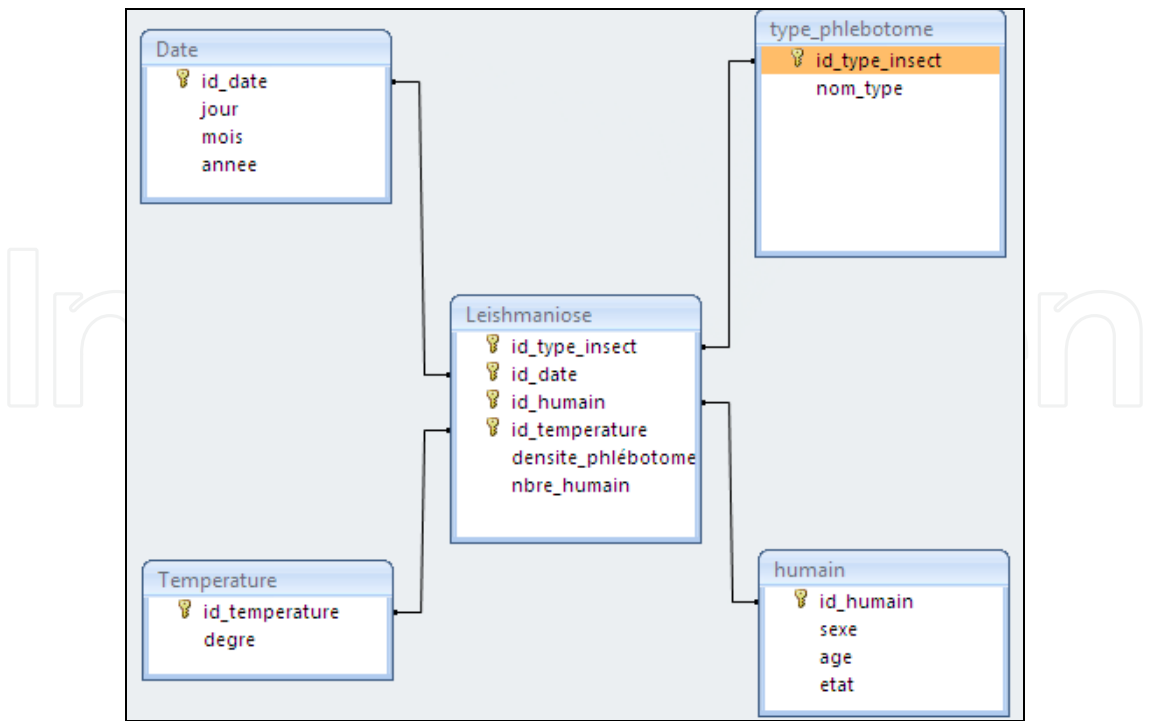 Date
id_date
jour
mois
annee
type_phlebotome
id_type_insect
nom_type
Leishmaniose
id_type_insect
id_date
id_humain
id_temperature
densite_phlébotome
nbre_humain
Temperature
id_temperature
degre
humain
id_humain
sexe
age
etat